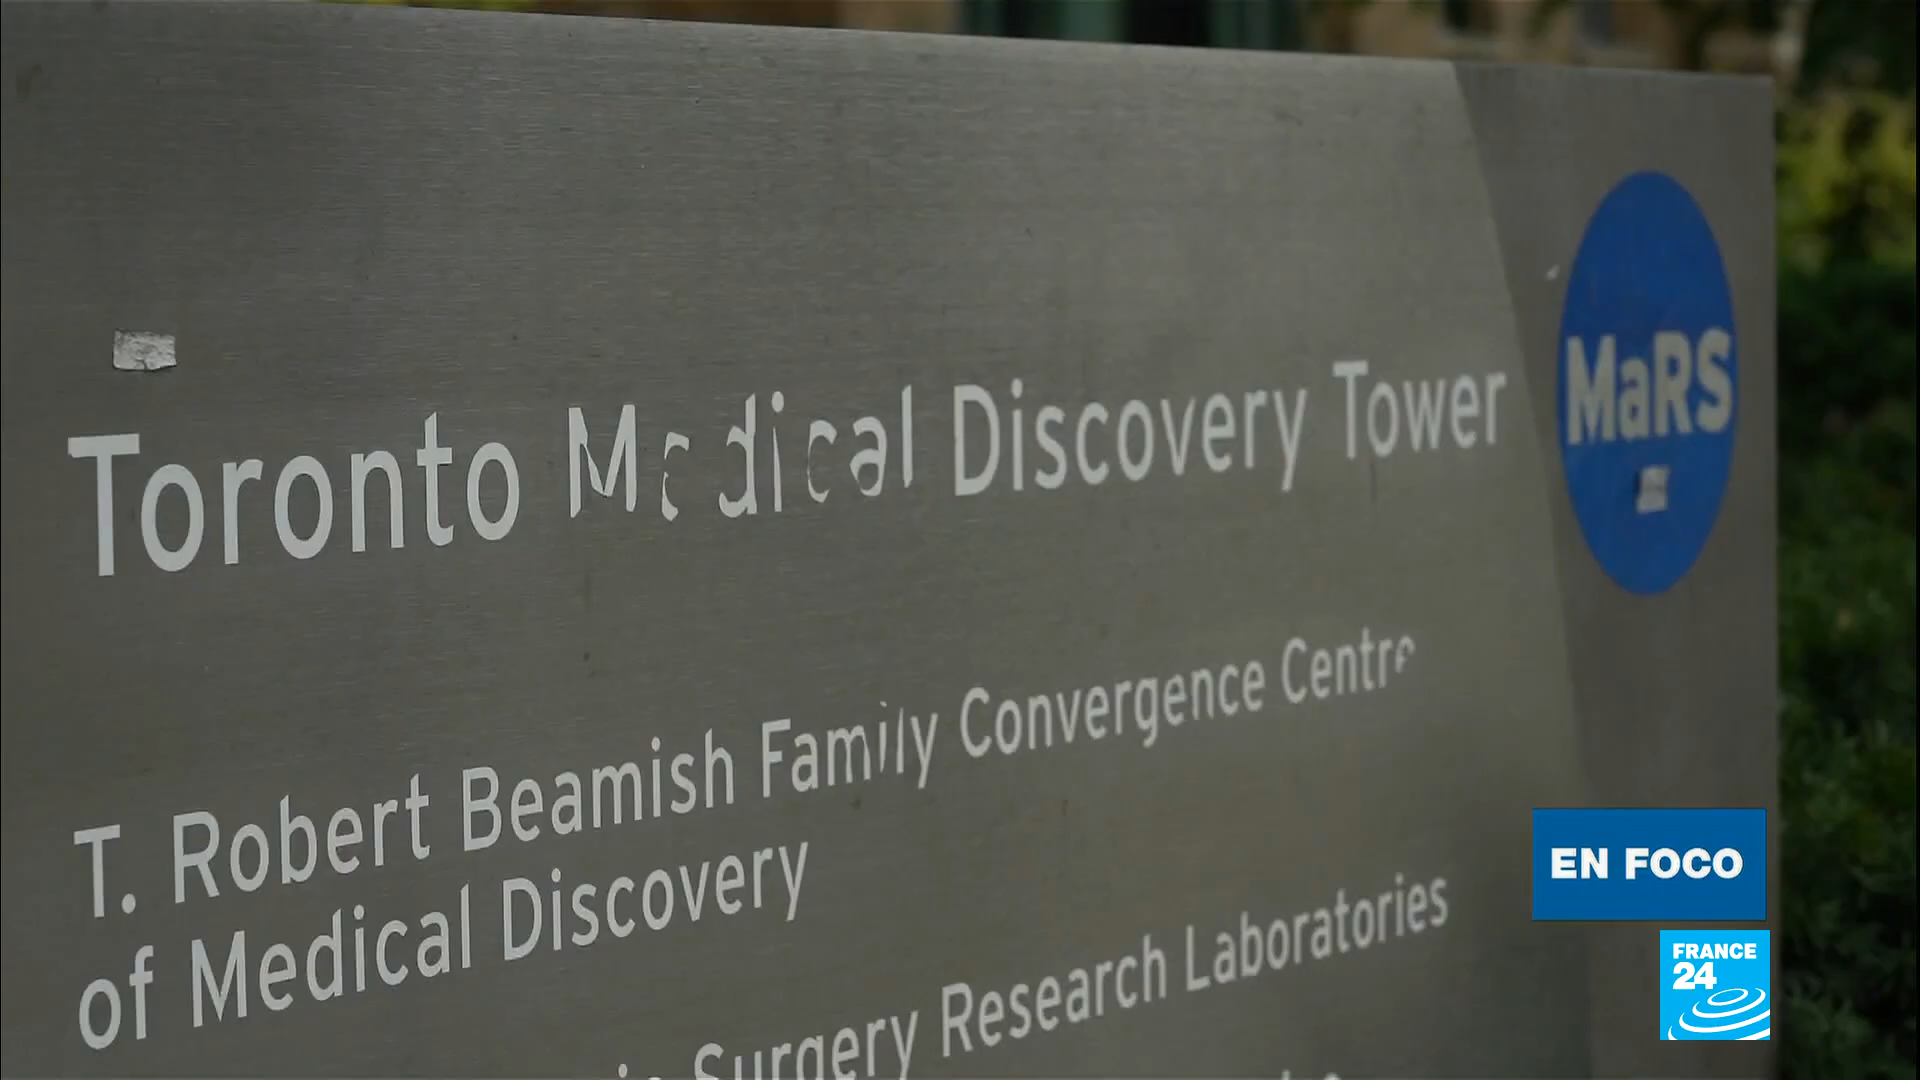 Toronto Medical Discovery Tower
MaRS
T. Robert Beamish Family Convergence Centre
of Medical Discovery
Surgery Research Laboratories
EN FOCO
FRANCE
24